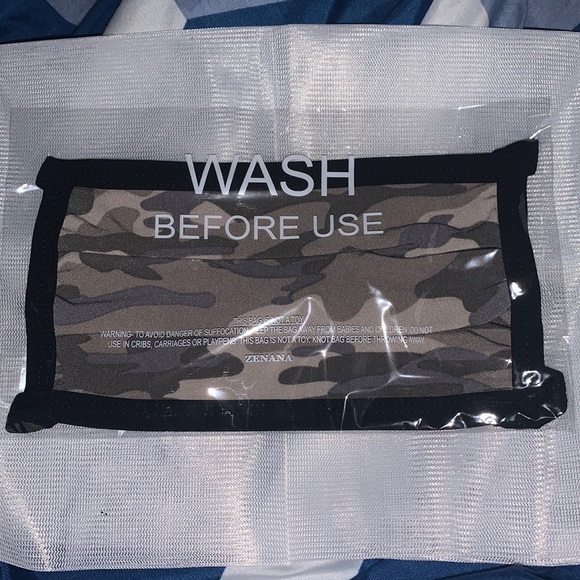 WASH
BEFORE USE
THIS BAG IS NOT A TOY
WARNING- TO AVOID DANGER OF SUFFOCATION, KEEP THE BAG AWAY FROM BABIES AND CHILDREN. DO NOT
USE IN CRIBS, CARRIAGES OR PLAYPENS. THIS BAG IS NOT A TOY. KNOT BAG BEFORE THROWING AWAY.
ZENANA